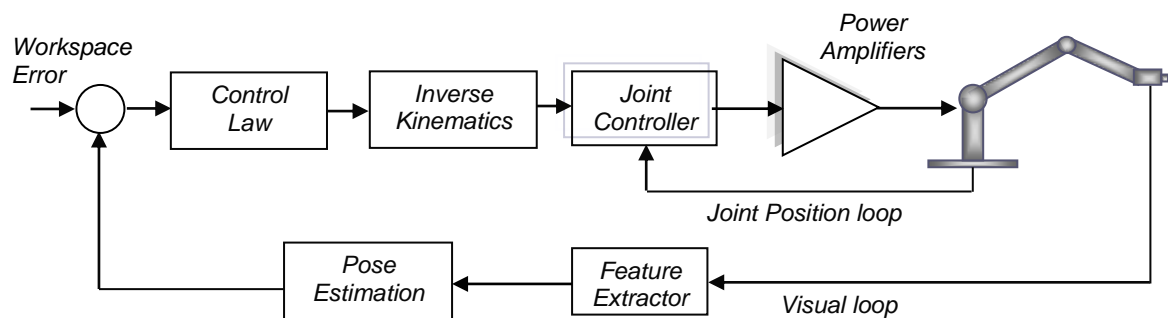 Workspace
Error
Control
Law
Inverse
Kinematics
Joint
Controller
Power
Amplifiers
Joint Position loop
Pose
Estimation
Feature
Extractor
Visual loop